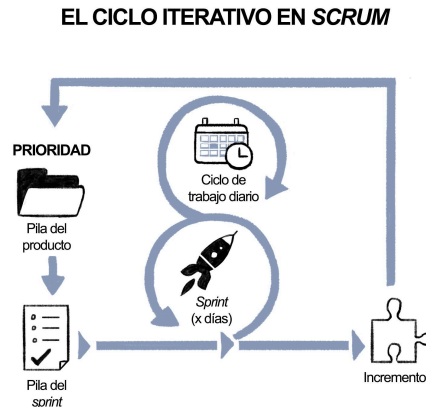 EL CICLO ITERATIVO EN SCRUM
PRIORIDAD
Pila del
producto
Ciclo de
trabajo diario
Sprint
(x días)
Pila del
sprint
Incremento